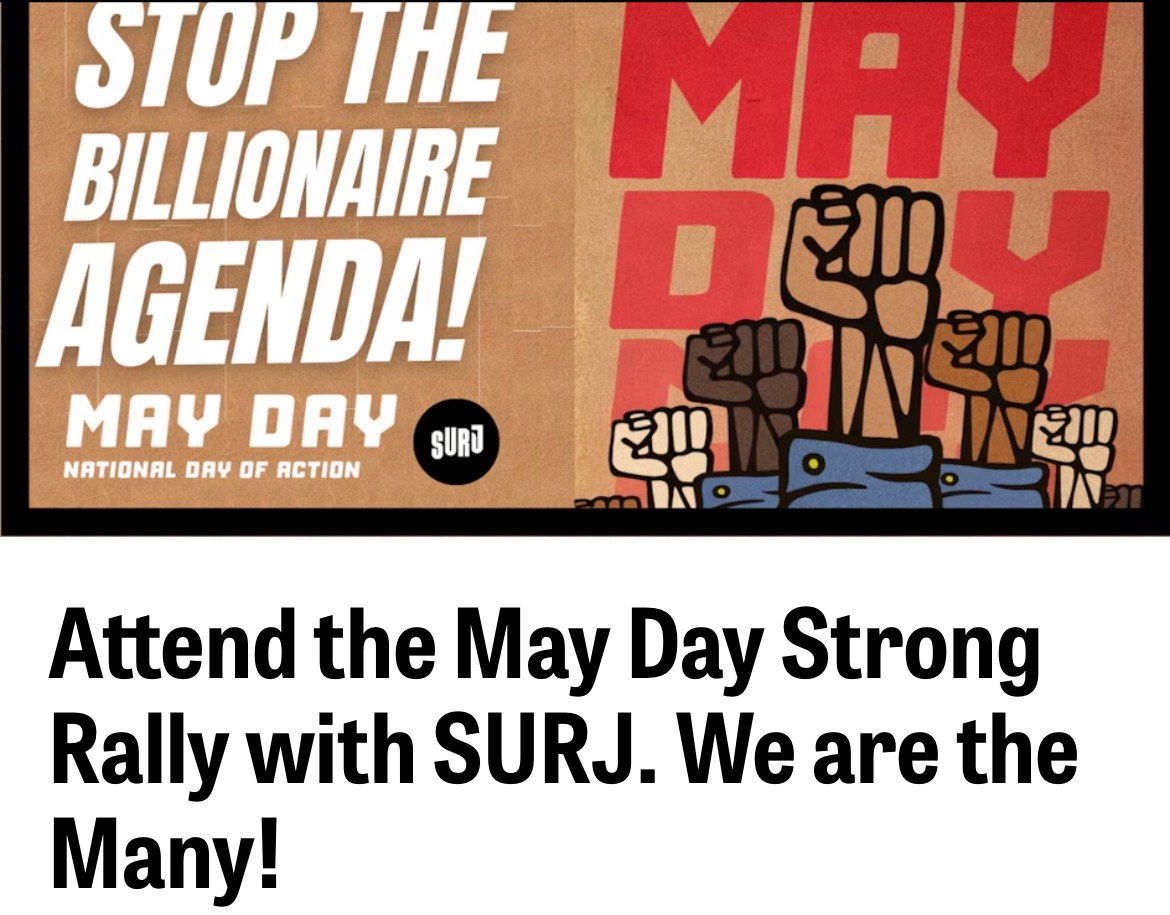 STOP THE
BILLIONAIRE
AGENDA!
MAY DAY
NATIONAL DAY OF ACTION
SURJ
MAY
DAY
Attend the May Day Strong
Rally with SURJ. We are the
Many!